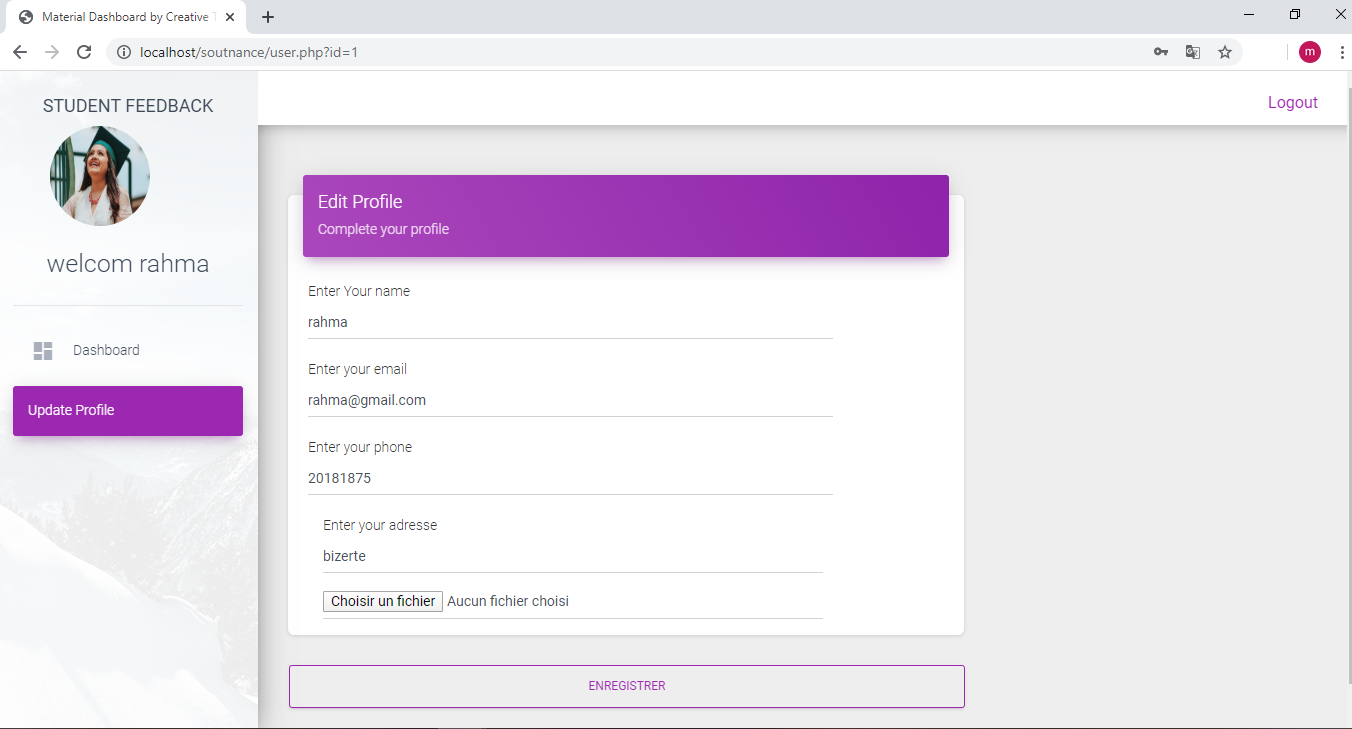 Material Dashboard by Creative T
localhost/soutnance/user.php?id=1
m
STUDENT FEEDBACK
Logout
welcom rahma
Dashboard
Update Profile
Edit Profile
Complete your profile
Enter Your name
rahma
Enter your email
rahma@gmail.com
Enter your phone
20181875
Enter your adresse
bizerte
Choisir un fichier Aucun fichier choisi
ENREGISTRER